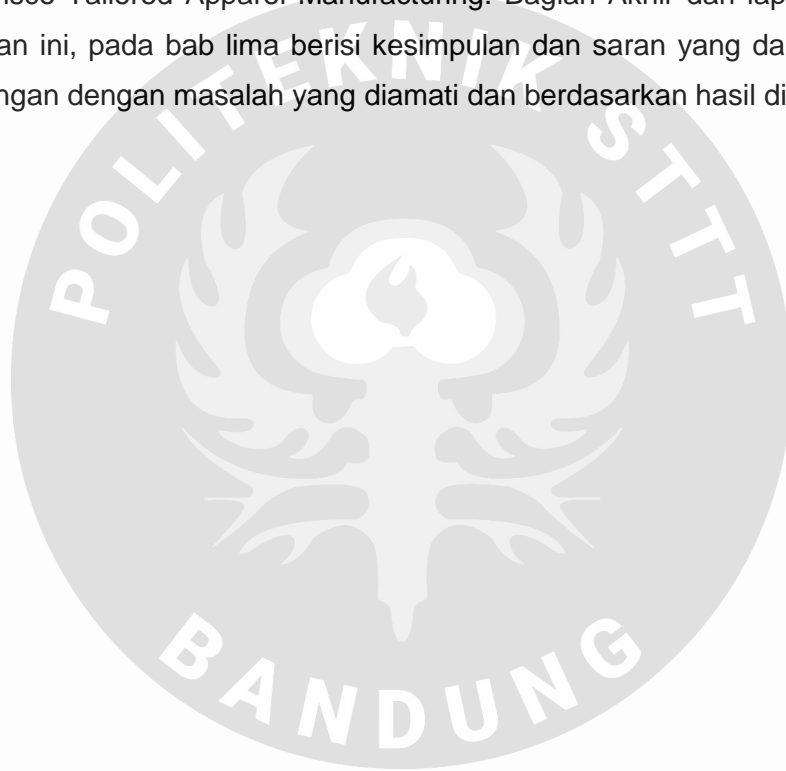 Tailored Apparel Manufacturing. Bagian Akhir dari lap
an ini, pada bab lima berisi kesimpulan dan saran yang da
ngan dengan masalah yang diamati dan berdasarkan hasil di
POLITEKNIK STTT
BANDUNG